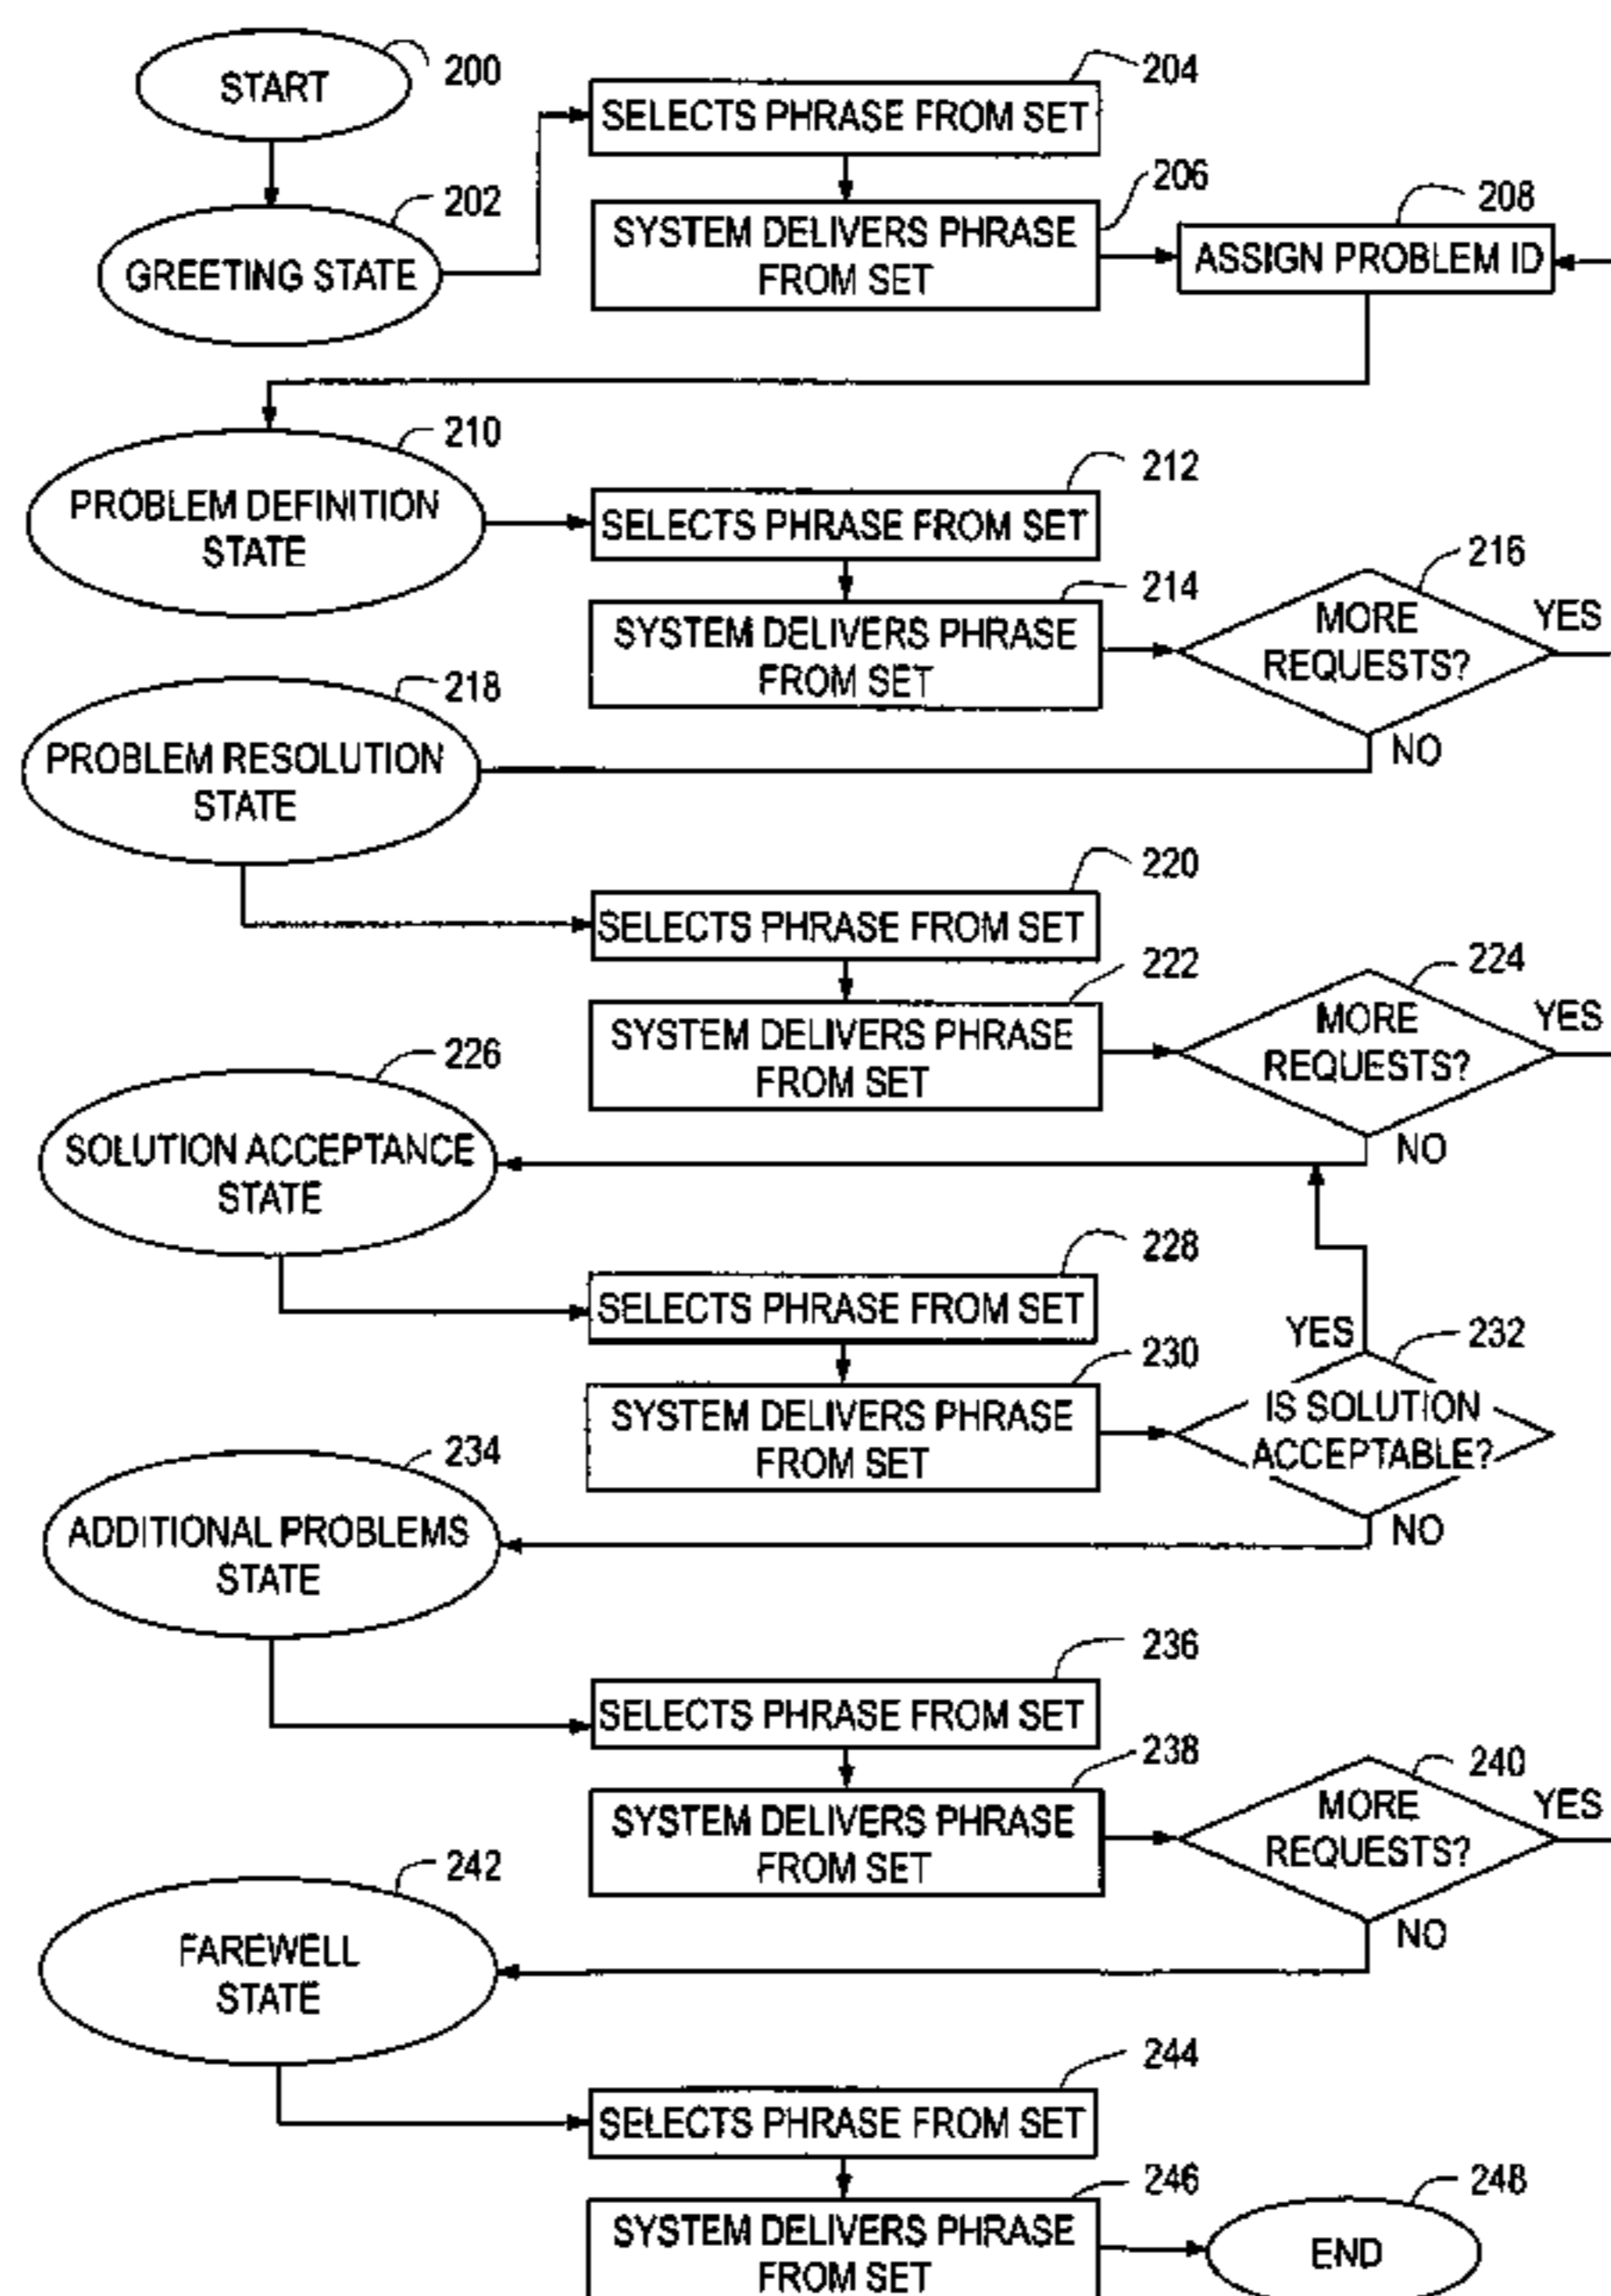 START
200
204
SELECTS PHRASE FROM SET
202
GREETING STATE
206
SYSTEM DELIVERS PHRASE
FROM SET
208
ASSIGN PROBLEM ID
210
PROBLEM DEFINITION
STATE
212
SELECTS PHRASE FROM SET
214
SYSTEM DELIVERS PHRASE
FROM SET
216
MORE
REQUESTS?
YES
NO
218
PROBLEM RESOLUTION
STATE
220
SELECTS PHRASE FROM SET
222
SYSTEM DELIVERS PHRASE
FROM SET
224
MORE
REQUESTS?
YES
NO
226
SOLUTION ACCEPTANCE
STATE
228
SELECTS PHRASE FROM SET
230
SYSTEM DELIVERS PHRASE
FROM SET
YES
232
IS SOLUTION
ACCEPTABLE?
NO
234
ADDITIONAL PROBLEMS
STATE
236
SELECTS PHRASE FROM SET
238
SYSTEM DELIVERS PHRASE
FROM SET
240
MORE
REQUESTS?
YES
NO
242
FAREWELL
STATE
244
SELECTS PHRASE FROM SET
246
SYSTEM DELIVERS PHRASE
FROM SET
248
END